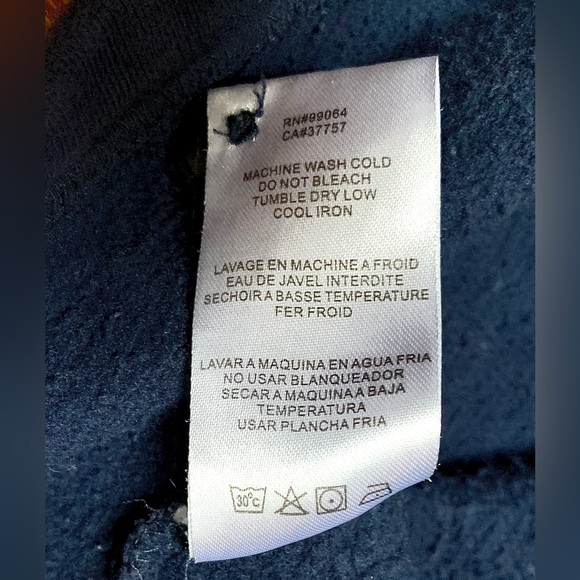 RN#99064
CA#37757
MACHINE WASH COLD
DO NOT BLEACH
TUMBLE DRY LOW
COOL IRON
LAVAGE EN MACHINE A FROID
EAU DE JAVEL INTERDITE
SECHOIR A BASSE TEMPERATURE
FER FROID
LAVAR A MAQUINA EN AGUA FRIA
NO USAR BLANQUEADOR
SECAR A MAQUINA A BAJA
TEMPERATURA
USAR PLANCHA FRIA
30°C